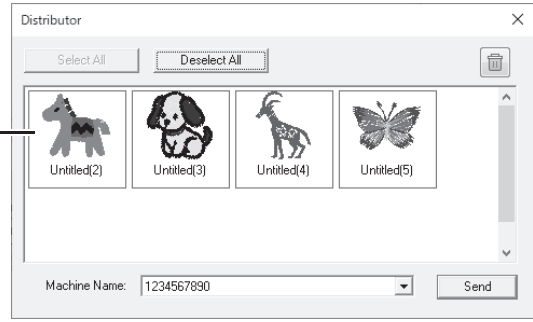 Distributor
Select All Deselect All
Untitled(2) Untitled(3) Untitled(4) Untitled(5)
Machine Name: 1234567890 Send